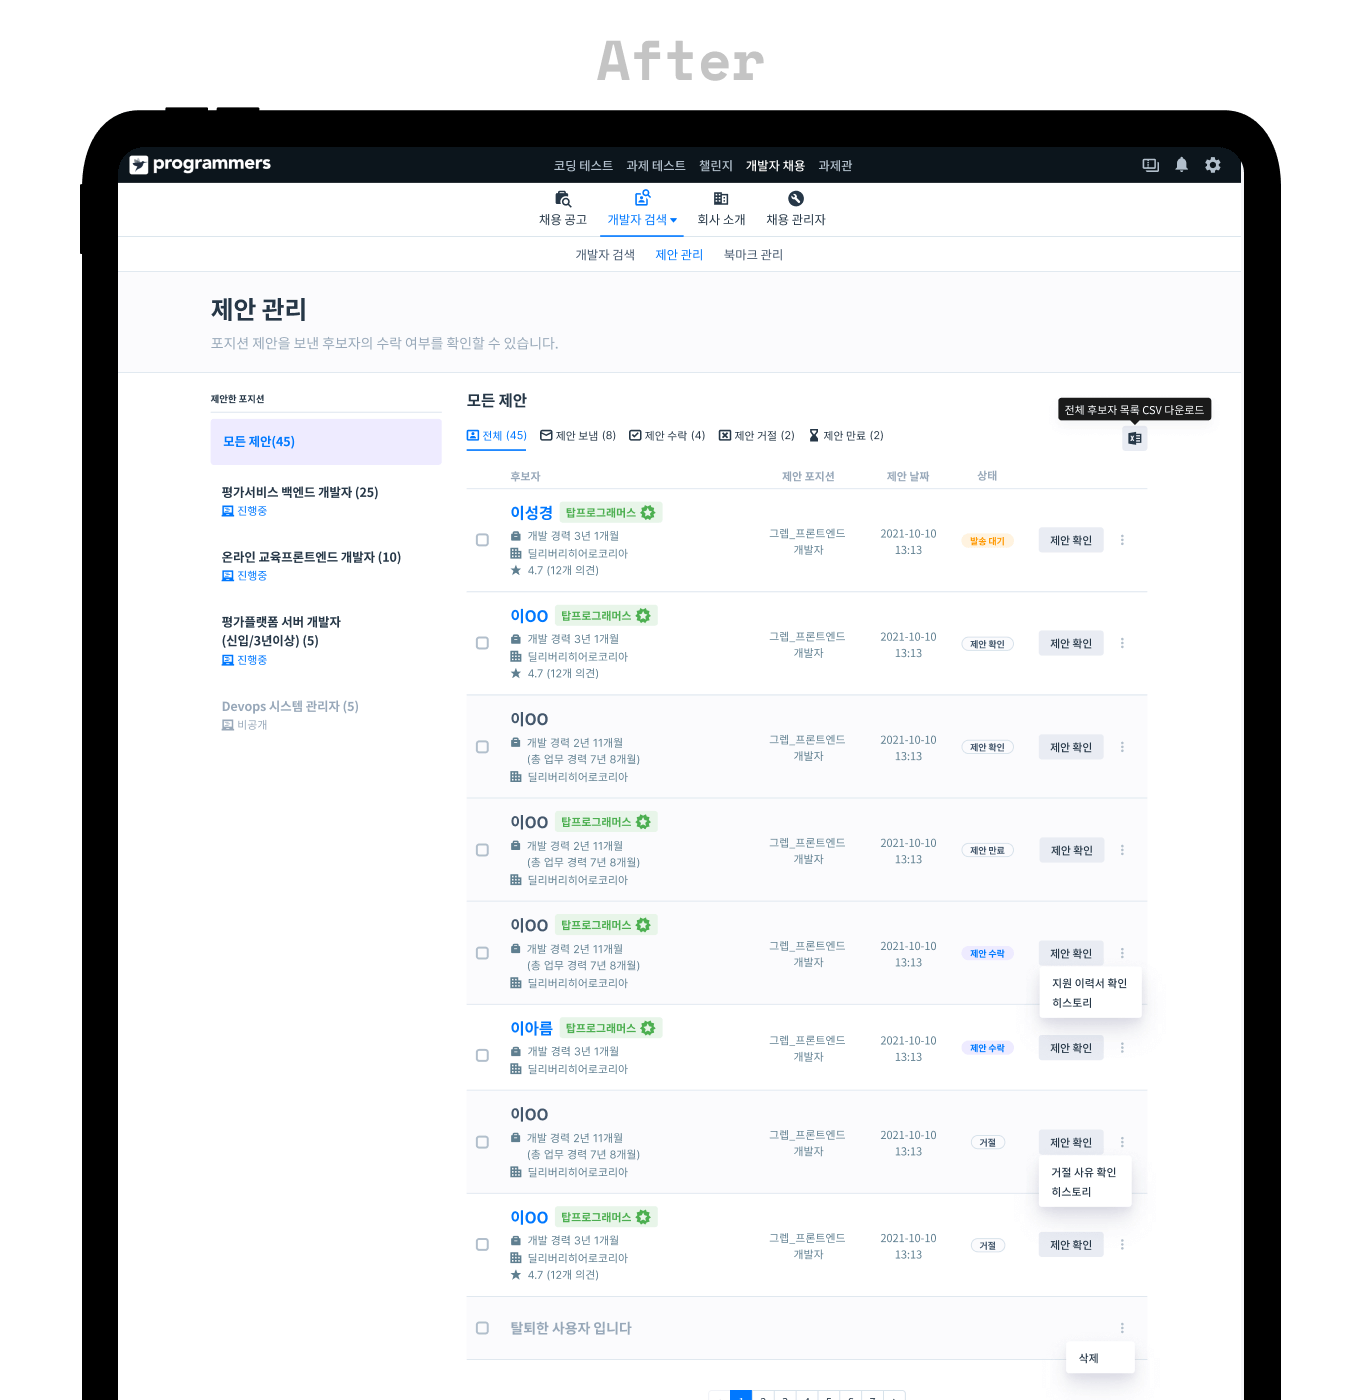 After
programmers
코딩 테스트 과제 테스트 챌린지 개발자 채용 과제관
채용 공고 개발자 검색 회사 소개 채용 관리자
개발자 검색 제안 관리 북마크 관리
제안 관리
포지션 제안을 보낸 후보자의 수락 여부를 확인할 수 있습니다.
제안한 포지션
모든 제안(45)
평가서비스 백엔드 개발자 (25)
진행중
온라인 교육프론트엔드 개발자 (10)
진행중
평가플랫폼 서버 개발자
(신입/3년이상) (5)
진행중
Devops 시스템 관리자 (5)
비공개
모든 제안
전체 후보자 목록 CSV 다운로드
전체 (45) 제안 보냄 (8) 제안 수락 (4) 제안 거절 (2) 제안 만료 (2)
후보자 제안 포지션 제안 날짜 상태
이성경 탑프로그래머스
개발 경력 3년 1개월
딜리버리히어로코리아
4.7 (12개 의견)
그렙_프론트엔드
개발자
2021-10-10
13:13
발송 대기
제안 확인
이OO 탑프로그래머스
개발 경력 3년 1개월
딜리버리히어로코리아
4.7 (12개 의견)
그렙_프론트엔드
개발자
2021-10-10
13:13
제안 확인
제안 확인
이OO
개발 경력 2년 11개월
(총 업무 경력 7년 8개월)
딜리버리히어로코리아
그렙_프론트엔드
개발자
2021-10-10
13:13
제안 확인
제안 확인
이OO 탑프로그래머스
개발 경력 2년 11개월
(총 업무 경력 7년 8개월)
딜리버리히어로코리아
그렙_프론트엔드
개발자
2021-10-10
13:13
제안 만료
제안 확인
이OO 탑프로그래머스
개발 경력 2년 11개월
(총 업무 경력 7년 8개월)
딜리버리히어로코리아
그렙_프론트엔드
개발자
2021-10-10
13:13
제안 수락
제안 확인
지원 이력서 확인
히스토리
이아름 탑프로그래머스
개발 경력 3년 1개월
딜리버리히어로코리아
그렙_프론트엔드
개발자
2021-10-10
13:13
제안 수락
제안 확인
이OO
개발 경력 2년 11개월
(총 업무 경력 7년 8개월)
딜리버리히어로코리아
그렙_프론트엔드
개발자
2021-10-10
13:13
거절
제안 확인
거절 사유 확인
히스토리
이OO 탑프로그래머스
개발 경력 3년 1개월
딜리버리히어로코리아
4.7 (12개 의견)
그렙_프론트엔드
개발자
2021-10-10
13:13
거절
제안 확인
탈퇴한 사용자 입니다
삭제